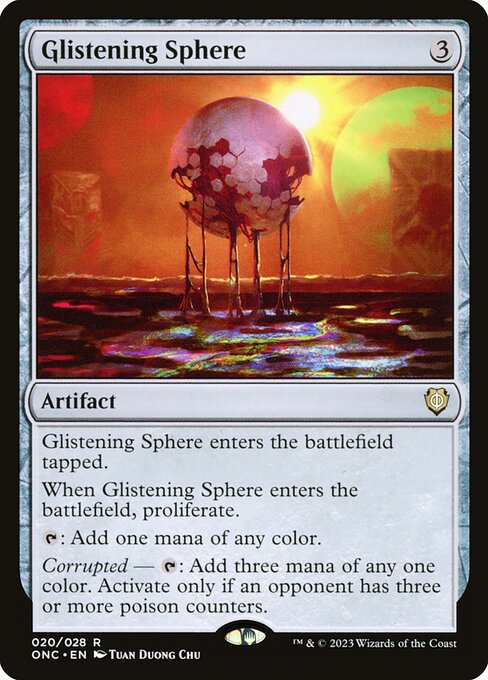 Glistening Sphere 3
Artifact
Glistening Sphere enters the battlefield
tapped.
When Glistening Sphere enters the
battlefield, proliferate.
: Add one mana of any color.
Corrupted — : Add three mana of any one
color. Activate only if an opponent has three
or more poison counters.
020/028 R
ONC • EN Tuan Duong Chu
™ & © 2023 Wizards of the Coast